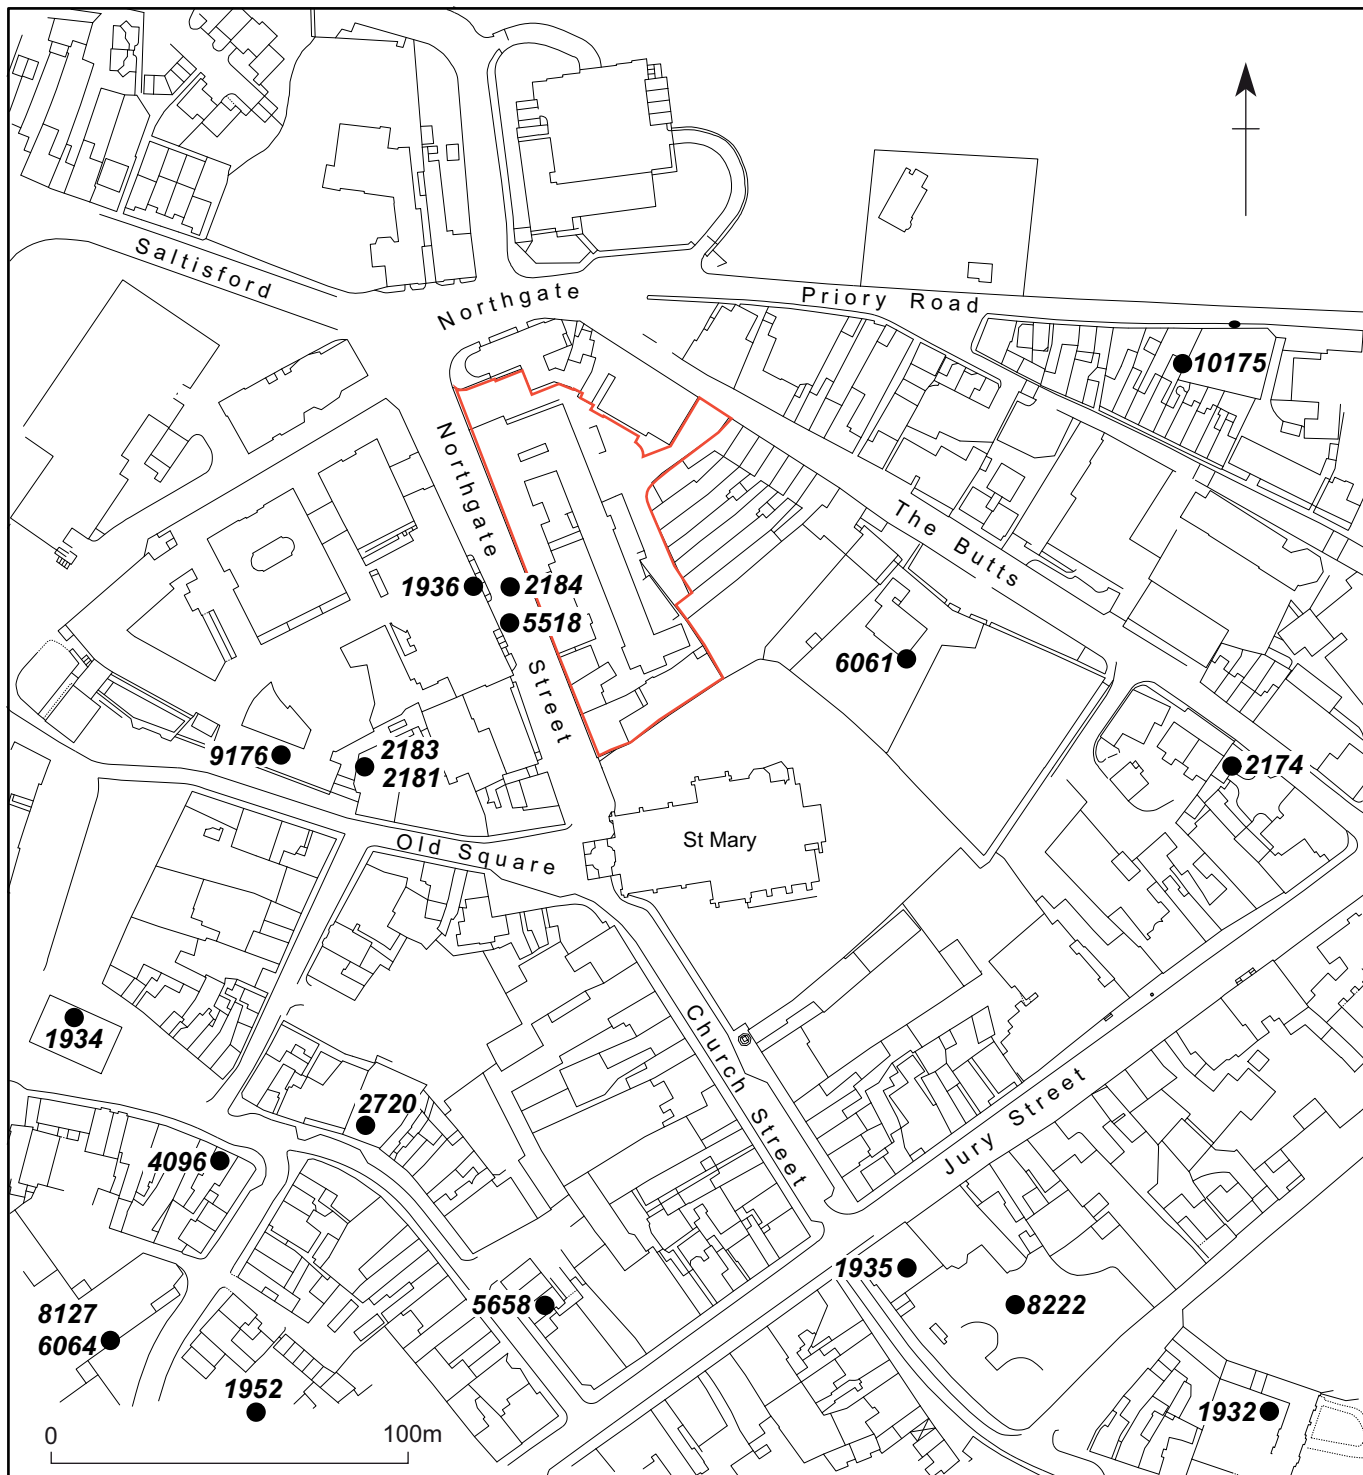 Saltisford
Northgate
Priory Road
10175
Northgate Street
The Butts
1936
2184
5518
6061
9176
2183
2181
2174
Old Square
St Mary
1934
Church Street
Jury Street
2720
4096
1935
5658
8222
8127
6064
1952
1932
0
100m